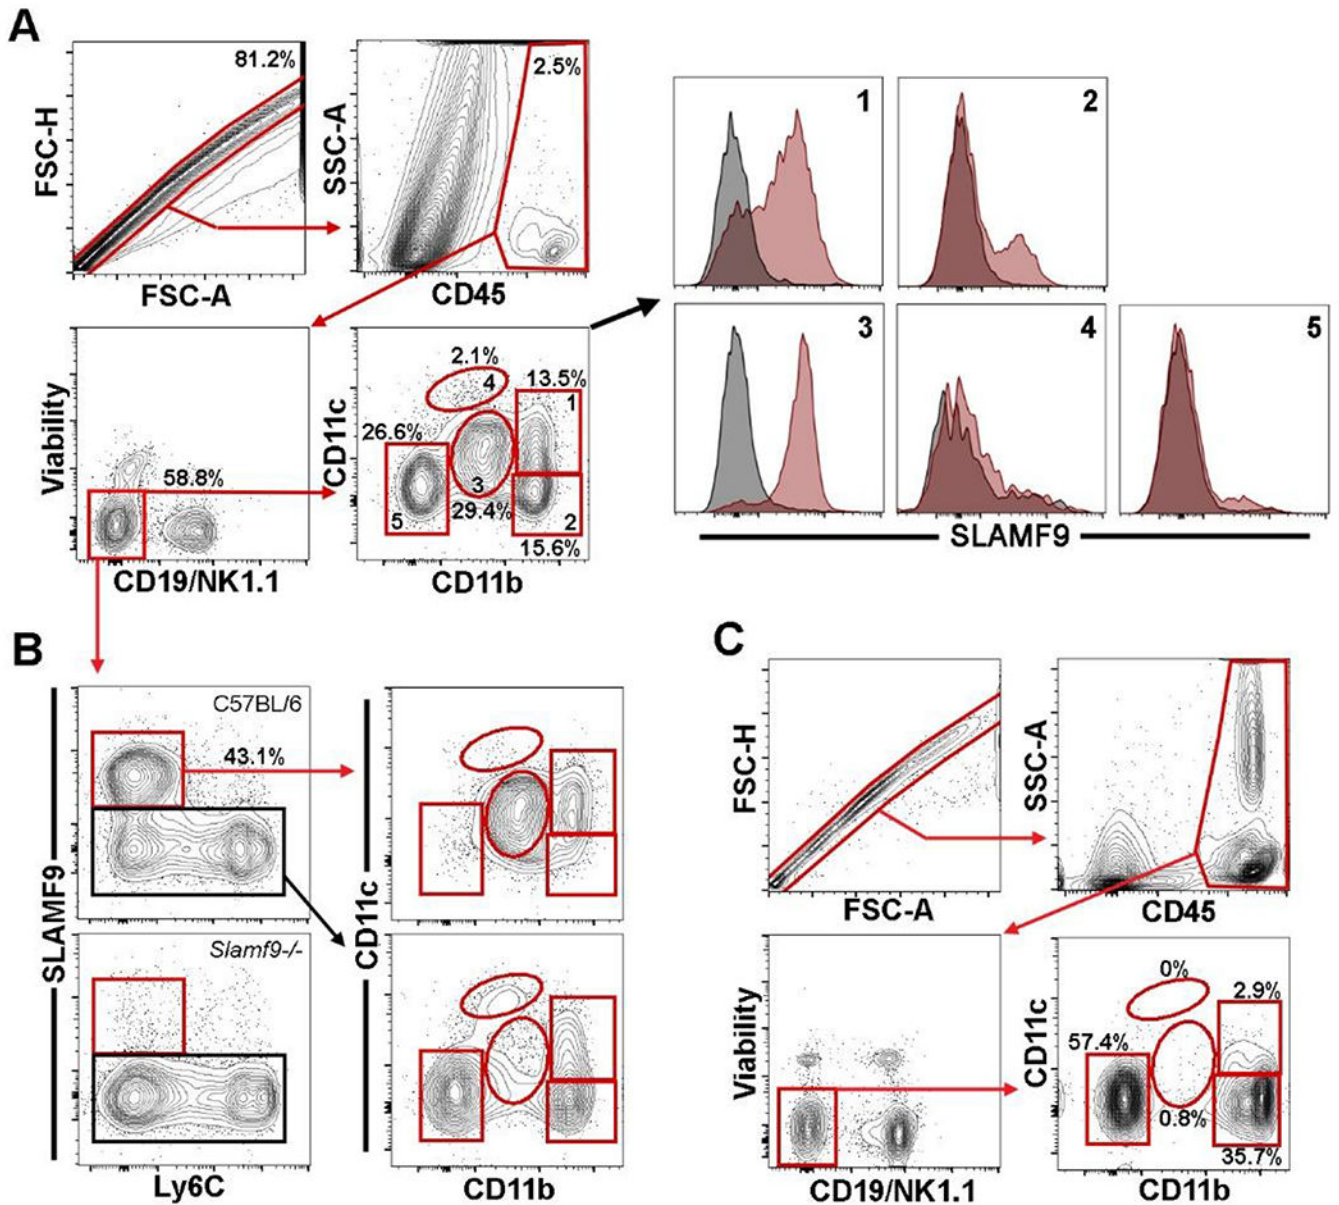 A
81.2%
FSC-H
FSC-A
2.5%
SSC-A
CD45
1
2
3
4
5
SLAMF9
Viability
58.8%
CD19/NK1.1
2.1%
4
13.5%
1
26.6%
CD11c
3
5
29.4%
2
15.6%
CD11b
B
C57BL/6
43.1%
SLAMF9
Slamf9-/-
Ly6C
CD11c
CD11b
C
FSC-H
FSC-A
SSC-A
CD45
Viability
CD19/NK1.1
0%
2.9%
57.4%
CD11c
0.8%
35.7%
CD11b